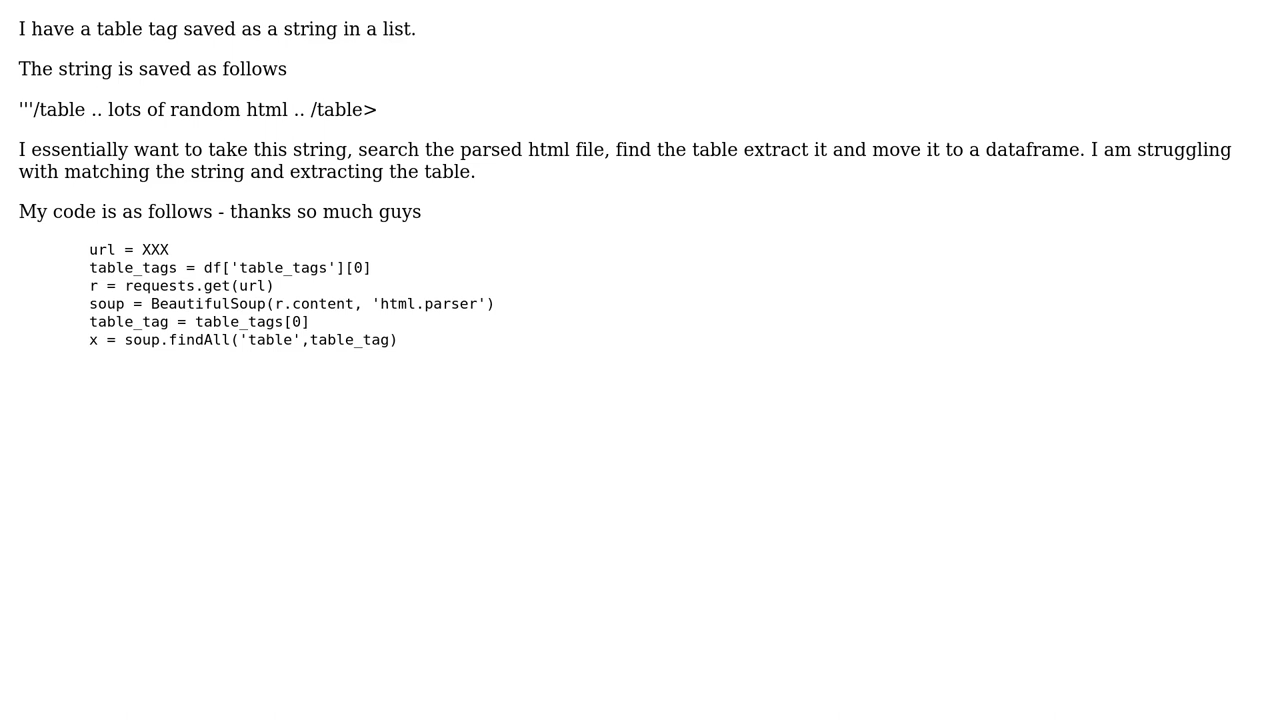 I have a table tag saved as a string in a list.
The string is saved as follows
'''/table .. lots of random html .. /table>
I essentially want to take this string, search the parsed html file, find the table extract it and move it to a dataframe. I am struggling
with matching the string and extracting the table.
My code is as follows - thanks so much guys
url = XXX
table_tags = df['table_tags'][0]
r = requests.get(url)
soup = BeautifulSoup(r.content, 'html.parser')
table_tag = table_tags[0]
x = soup.findAll('table',table_tag)